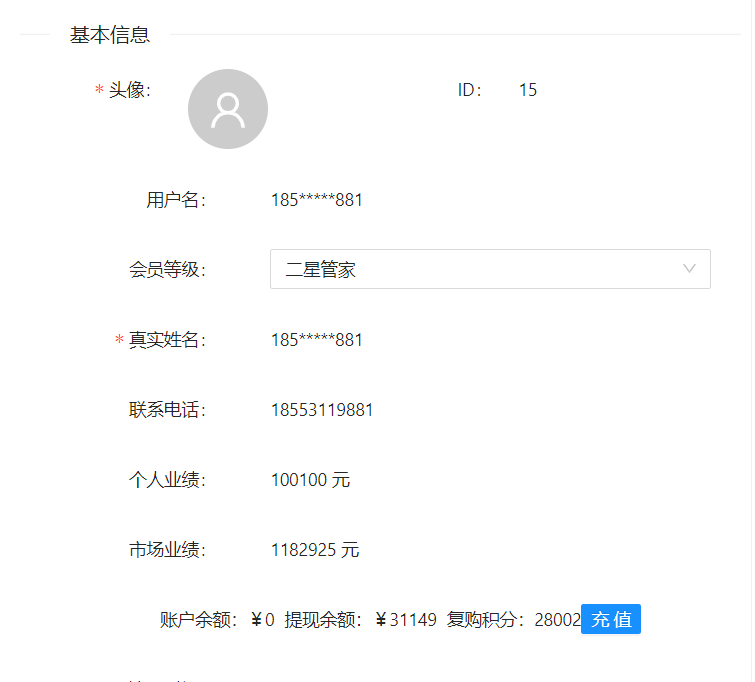 基本信息
* 头像: ID: 15
用户名: 185*****881
会员等级: 二星管家
* 真实姓名: 185*****881
联系电话: 18553119881
个人业绩: 100100 元
市场业绩: 1182925 元
账户余额: ¥0 提现余额: ¥31149 复购积分: 28002 充值